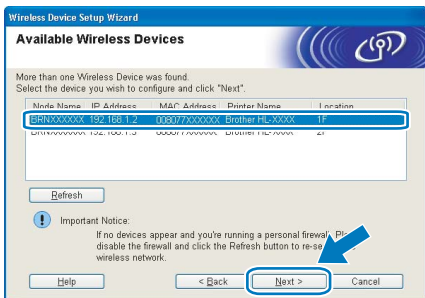 Wireless Device Setup Wizard
Available Wireless Devices
More than one Wireless Device was found.
Select the device you wish to configure and click "Next".
Node Name IP Address MAC Address Printer Name Location
BRNXXXXXX 192.168.1.2 008077XXXXXX Brother HL-XXXX 1F
BRNXXXXXX 192.168.1.3 008077XXXXXX Brother HL-XXXX 2F
Refresh
Important Notice:
If no devices appear and you're running a personal firewall
disable the firewall and click the Refresh button to
wireless network.
Help < Back Next > Cancel